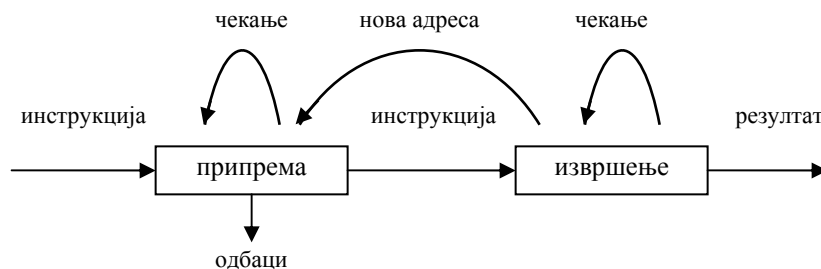 чекање нова адреса чекање
инструкција инструкција резултат
припрема извршење
одбаци